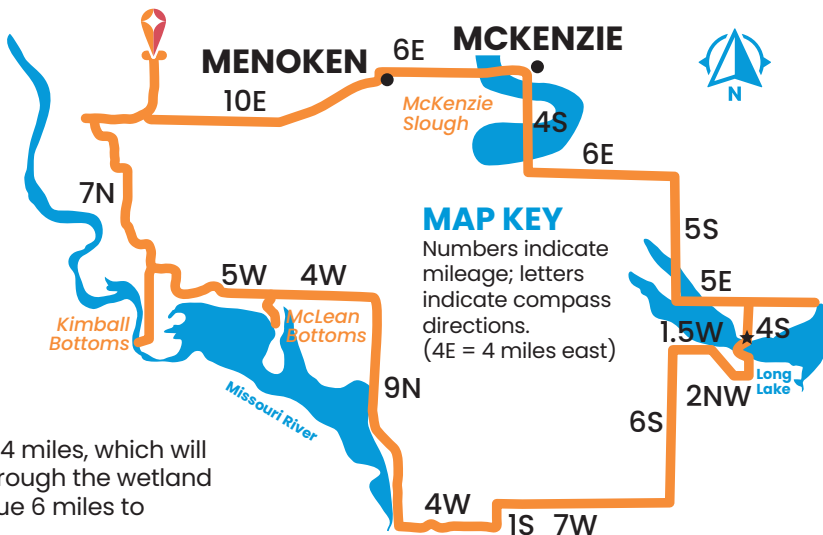 MENOKEN
6E
MCKENZIE
N
10E
McKenzie
Slough
4S
6E
7N
MAP KEY
Numbers indicate
mileage; letters
indicate compass
directions.
(4E = 4 miles east)
5S
5W
4W
5E
Kimball
Bottoms
McLean
Bottoms
1.5W
4S
Long
Lake
2NW
Missouri River
9N
6S
4 miles, which will
rough the wetland
ue 6 miles to
4W
1S
7W